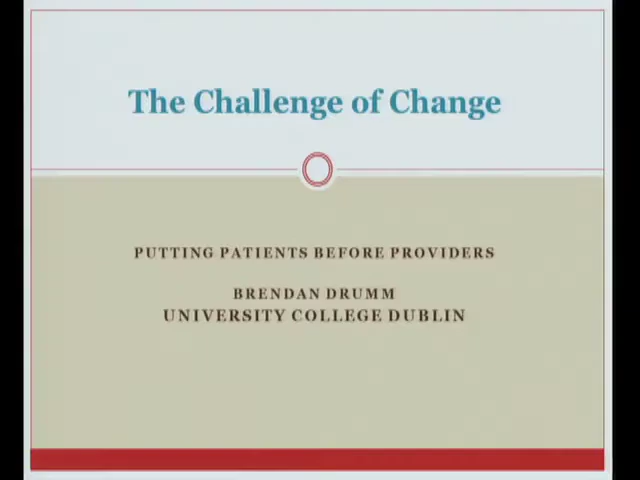 The Challenge of Change
PUTTING PATIENTS BEFORE PROVIDERS
BRENDAN DRUMM
UNIVERSITY COLLEGE DUBLIN